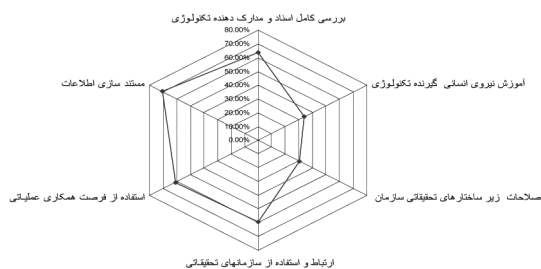 بررسی کامل اسناد و مدارک دهنده تکنولوژی
80.00%
70.00%
60.00%
50.00%
40.00%
30.00%
20.00%
10.00%
0.00%
آموزش نیروی انسانی گیرنده تکنولوژی
مستند سازی اطلاعات
صلاحات زیر ساختارهای تحقیقاتی سازمان
استفاده از فرصت همکاری عملیاتی
ارتباط و استفاده از سازمانهای تحقیقاتی